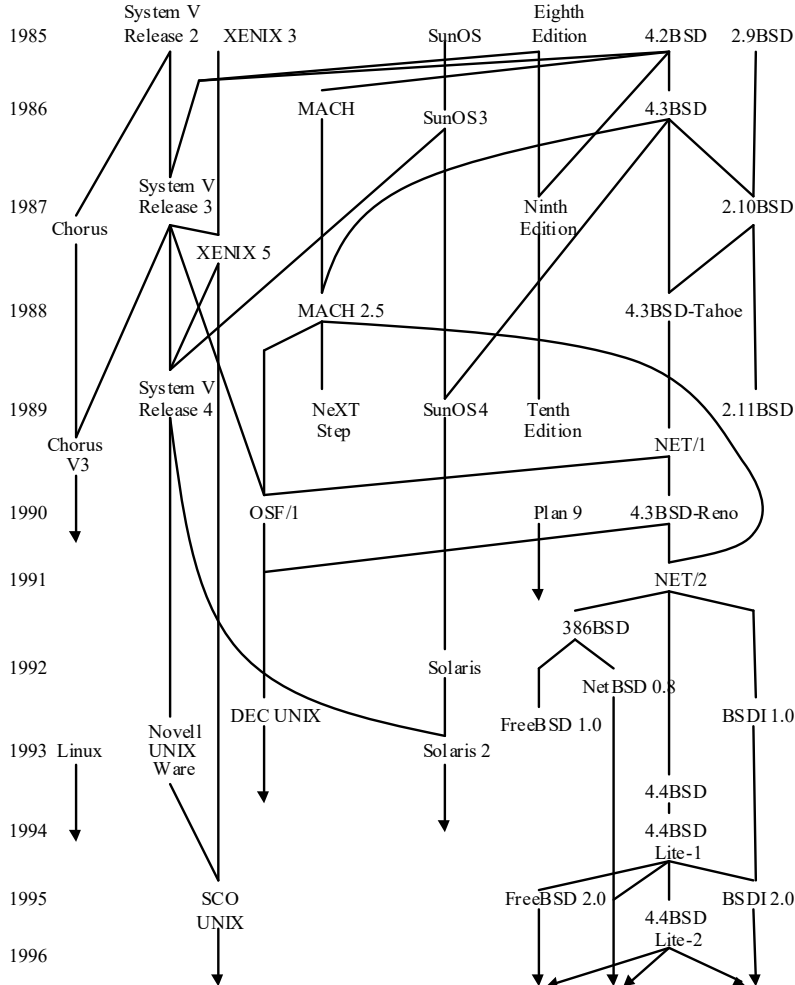 System V
Release 2
Eighth
Edition
1985 XENIX 3 SunOS 4.2BSD 2.9BSD
1986 MACH SunOS3 4.3BSD
System V
Release 3
1987 Chorus Ninth
Edition 2.10BSD
XENIX 5
1988 MACH 2.5 4.3BSD-Tahoe
System V
Release 4
1989 NeXT
Step SunOS4 Tenth
Edition 2.11BSD
Chorus
V3
NET/1
1990 OSF/1 Plan 9 4.3BSD-Reno
1991 NET/2
386BSD
1992 Solaris
NetBSD 0.8
DEC UNIX FreeBSD 1.0 BSDI 1.0
Novell
UNIX
Ware
1993 Linux Solaris 2
4.4BSD
1994 4.4BSD
Lite-1
1995 SCO
UNIX FreeBSD 2.0 BSDI 2.0
4.4BSD
Lite-2
1996